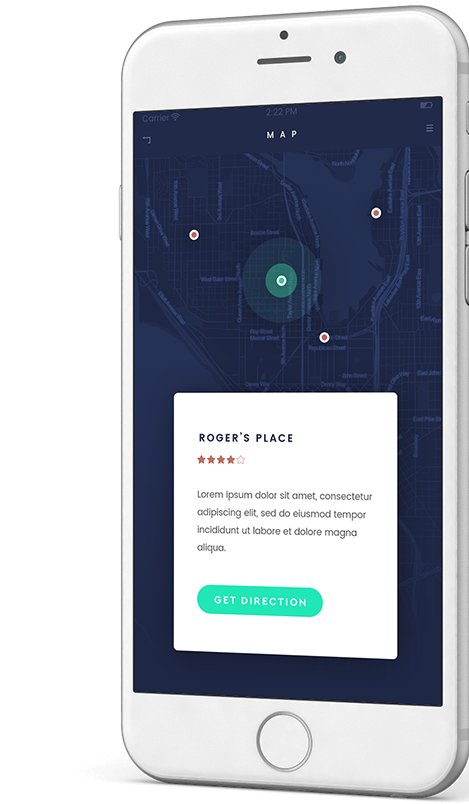 Carrier
2:22 PM
MAP
ROGER'S PLACE
Lorem ipsum dolor sit amet, consectetur
adipiscing elit, sed do eiusmod tempor
incididunt ut labore et dolore magna
aliqua.
GET DIRECTION